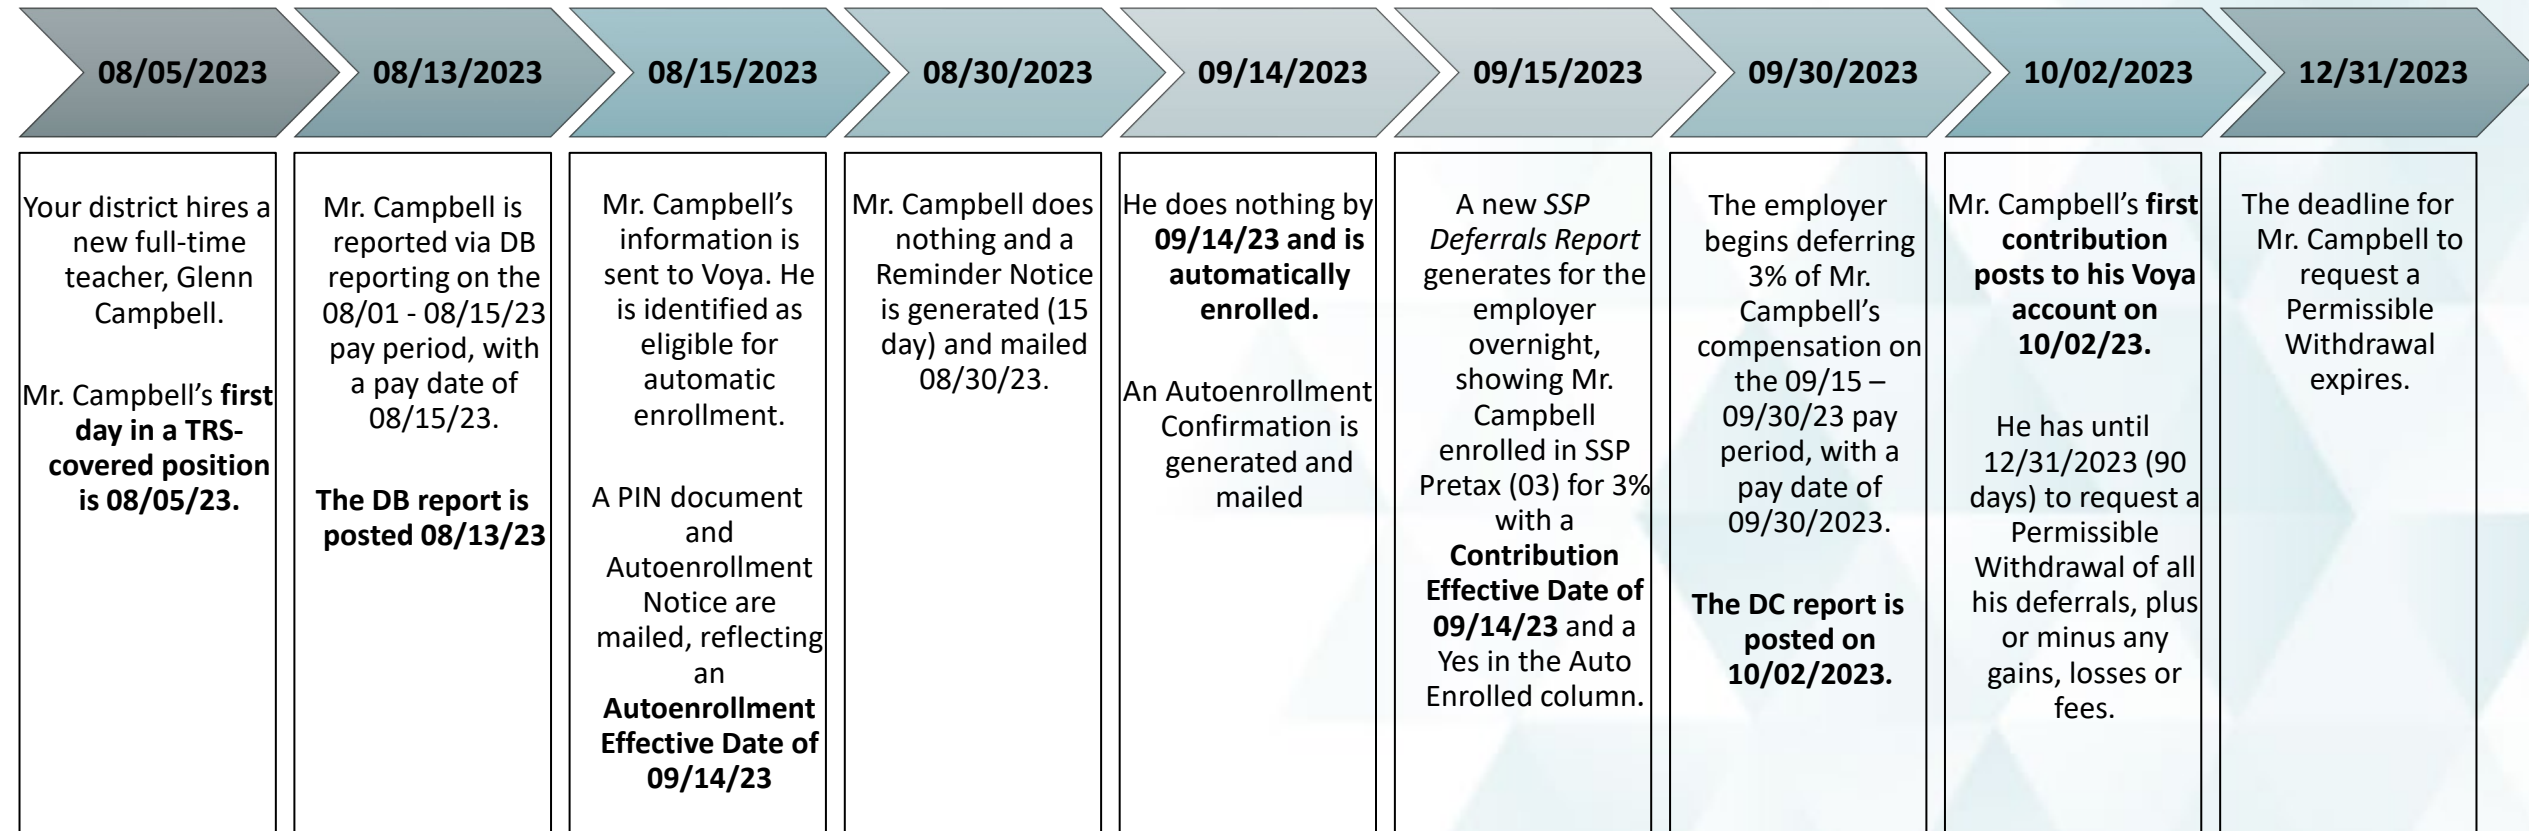 08/05/2023
08/13/2023
08/15/2023
08/30/2023
09/14/2023
09/15/2023
09/30/2023
10/02/2023
12/31/2023
Your district hires a
new full-time
teacher, Glenn
Campbell.
Mr. Campbell’s first
day in a TRS-
covered position
is 08/05/23.
Mr. Campbell is
reported via DB
reporting on the
08/01 - 08/15/23
pay period, with
a pay date of
08/15/23.
The DB report is
posted 08/13/23
Mr. Campbell’s
information is
sent to Voya. He
is identified as
eligible for
automatic
enrollment.
A PIN document
and
Autoenrollment
Notice are
mailed, reflecting
an
Autoenrollment
Effective Date of
09/14/23
Mr. Campbell does
nothing and a
Reminder Notice
is generated (15
day) and mailed
08/30/23.
He does nothing by
09/14/23 and is
automatically
enrolled.
An Autoenrollment
Confirmation is
generated and
mailed
A new SSP
Deferrals Report
generates for the
employer
overnight,
showing Mr.
Campbell
enrolled in SSP
Pretax (03) for 3%
with a
Contribution
Effective Date of
09/14/23 and a
Yes in the Auto
Enrolled column.
The employer
begins deferring
3% of Mr.
Campbell’s
compensation on
the 09/15 –
09/30/23 pay
period, with a
pay date of
09/30/2023.
The DC report is
posted on
10/02/2023.
Mr. Campbell’s first
contribution
posts to his Voya
account on
10/02/23.
He has until
12/31/2023 (90
days) to request a
Permissible
Withdrawal of all
his deferrals, plus
or minus any
gains, losses or
fees.
The deadline for
Mr. Campbell to
request a
Permissible
Withdrawal
expires.